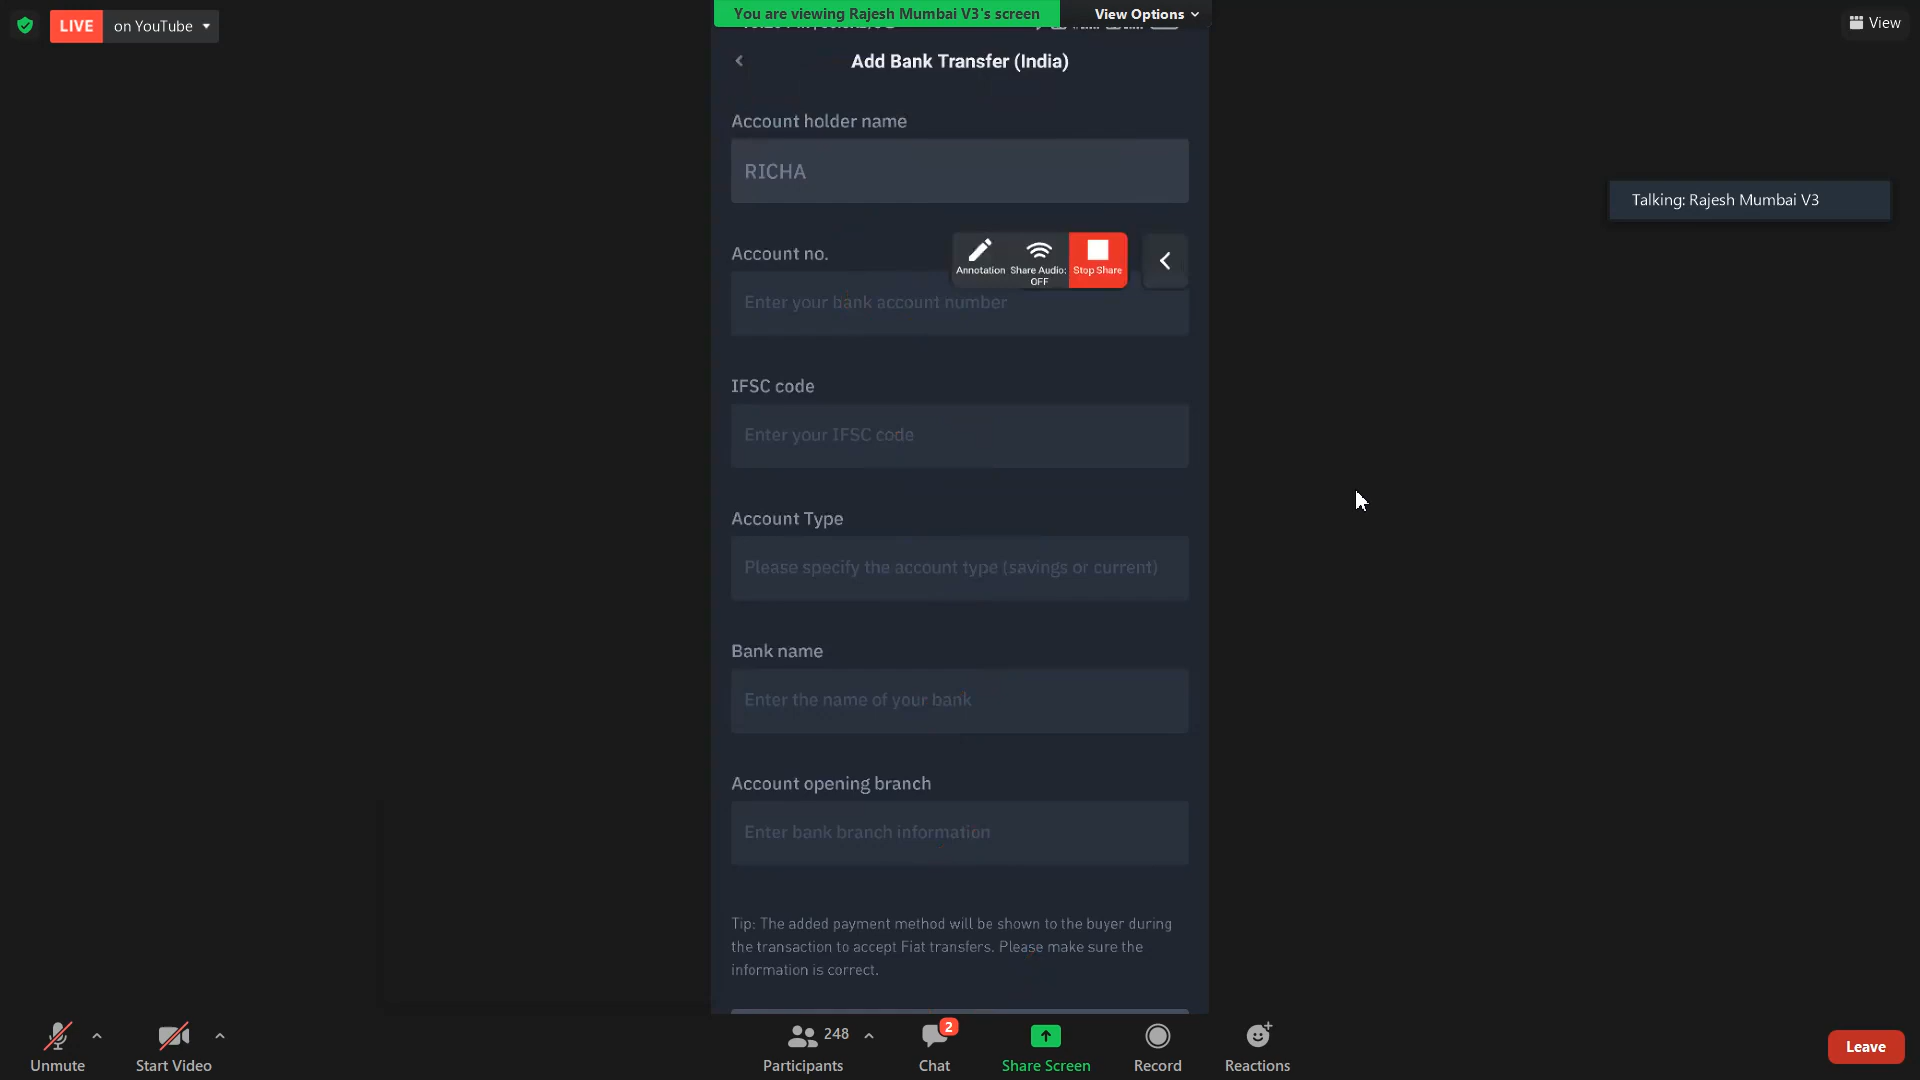 LIVE on YouTube
You are viewing Rajesh Mumbai V3's screen
View Options
View
Add Bank Transfer (India)
Account holder name
RICHA
Talking: Rajesh Mumbai V3
Account no.
Annotation
Share Audio: OFF
Stop Share
Enter your bank account number
IFSC code
Enter your IFSC code
Account Type
Please specify the account type (savings or current)
Bank name
Enter the name of your bank
Account opening branch
Enter bank branch information
Tip: The added payment method will be shown to the buyer during
the transaction to accept Fiat transfers. Please make sure the
information is correct.
Unmute
Start Video
248
Participants
2
Chat
Share Screen
Record
Reactions
Leave